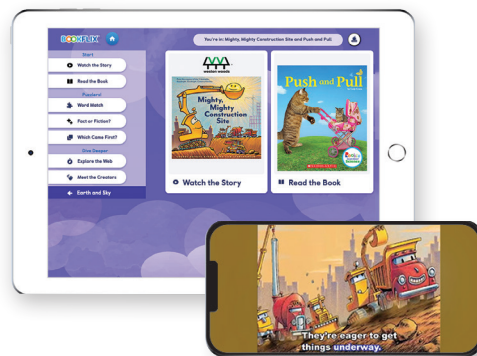 BOOKFLIX
You're in: Mighty, Mighty Construction Site and Push and Pull
Start
Watch the Story
Read the Book
Puzzlers!
Word Match
Fact or Fiction?
Which Came First?
Dive Deeper
Explore the Web
Meet the Creators
Earth and Sky
weston woods
Mighty,
Mighty
Construction
Site
Watch the Story
Push and Pull
Read the Book
They're eager to get
things underway.